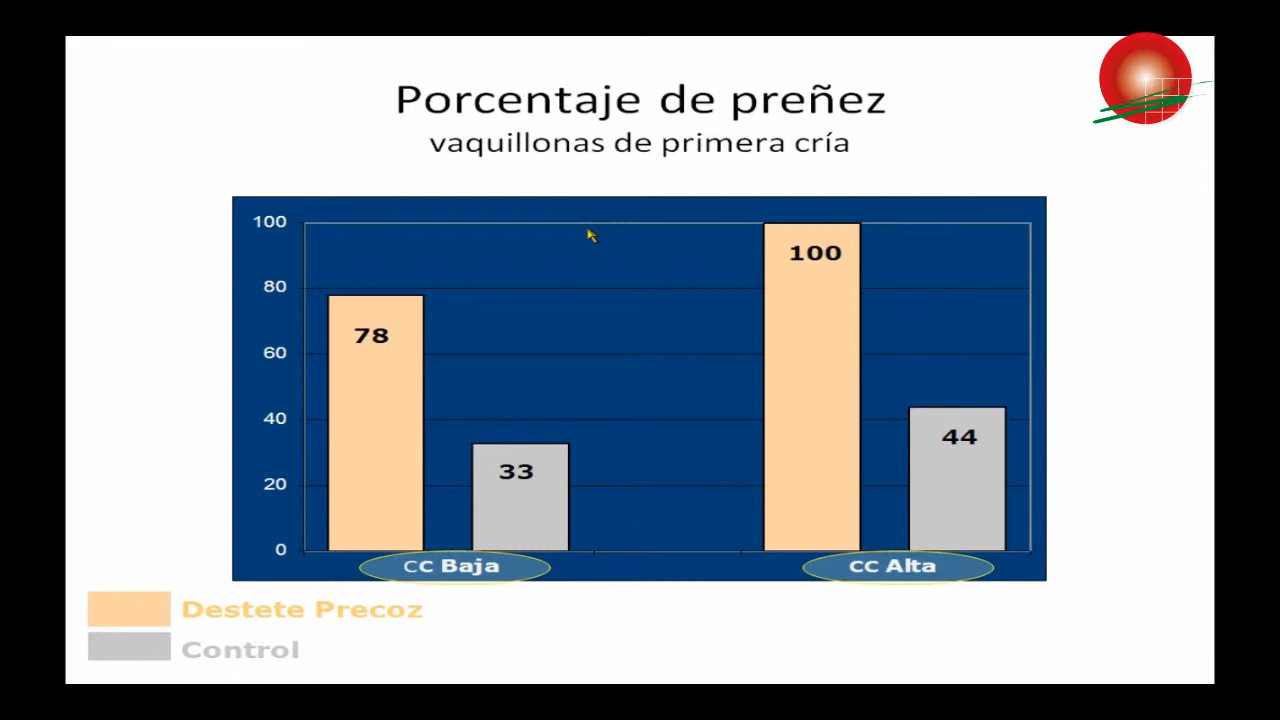 Porcentaje de preñez
vaquillonas de primera cría
100
80
60
40
20
0
78
33
100
44
CC Baja
CC Alta
Destete Precoz
Control